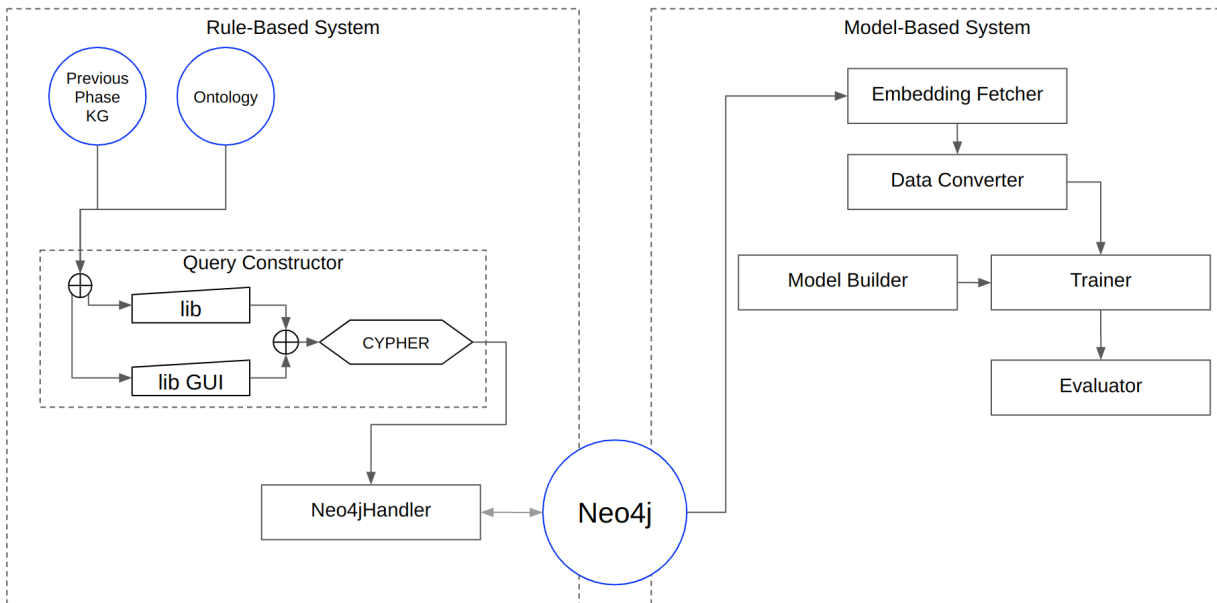 Rule-Based System
Previous
Phase
KG
Ontology
Query Constructor
lib
lib GUI
CYPHER
Neo4jHandler
Neo4j
Model-Based System
Embedding Fetcher
Data Converter
Model Builder
Trainer
Evaluator